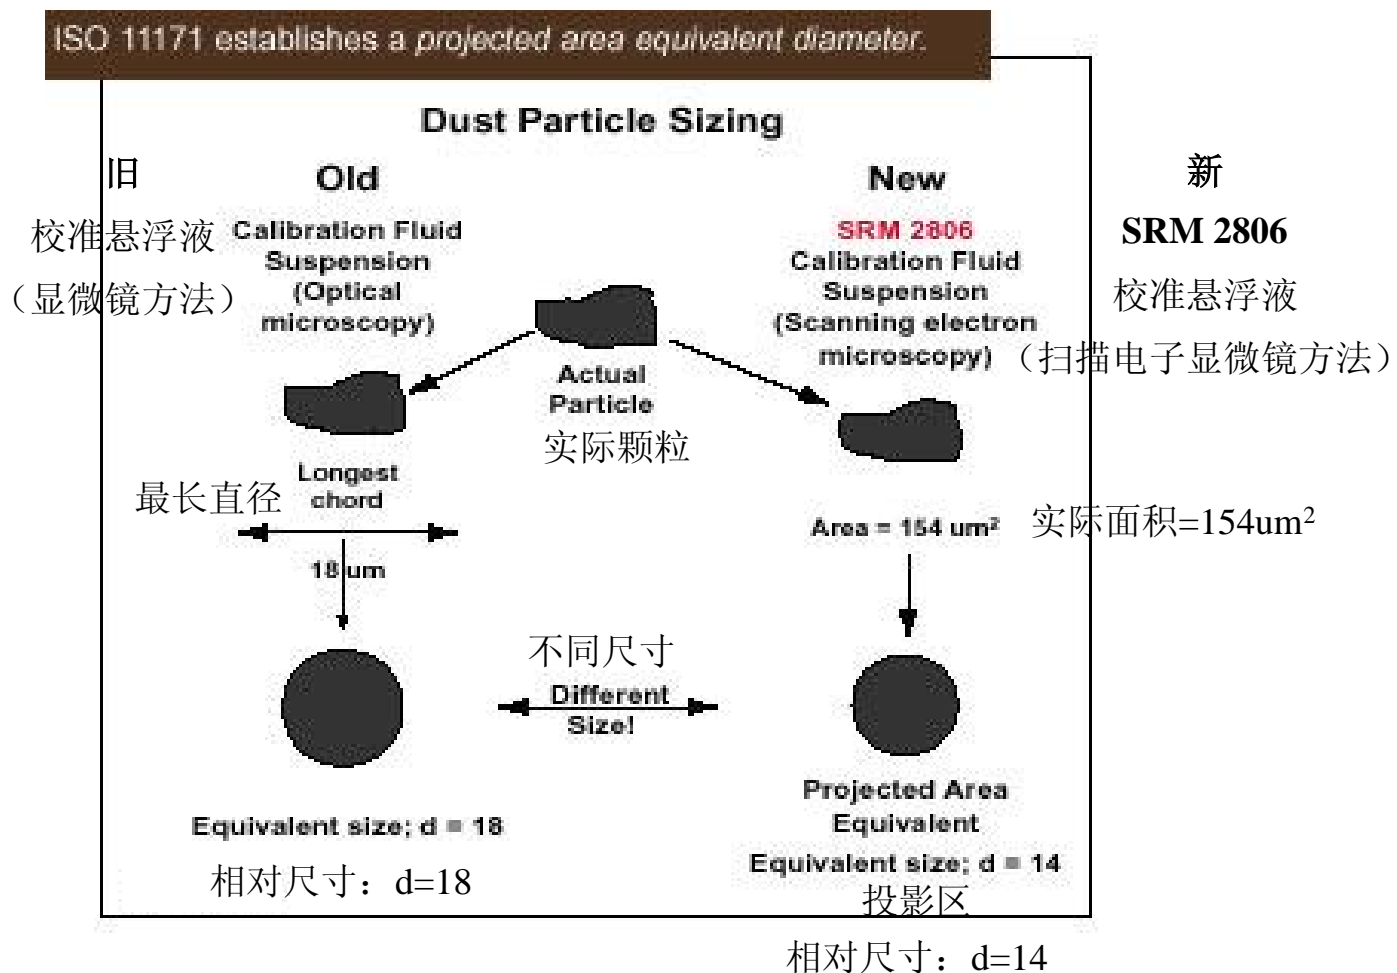 ISO 11171 establishes a projected area equivalent diameter.
Dust Particle Sizing
旧
Old
校准悬浮液
（显微镜方法）
Calibration Fluid
Suspension
(Optical
microscopy)
New
新
SRM 2806
Calibration Fluid
Suspension
(Scanning electron
microscopy)
SRM 2806
校准悬浮液
（扫描电子显微镜方法）
Actual
Particle
实际颗粒
最长直径
Longest
chord
18 um
Area = 154 um²
实际面积=154um²
不同尺寸
Different
Size!
Equivalent size; d = 18
相对尺寸：d=18
Projected Area
Equivalent
Equivalent size; d = 14
投影区
相对尺寸：d=14